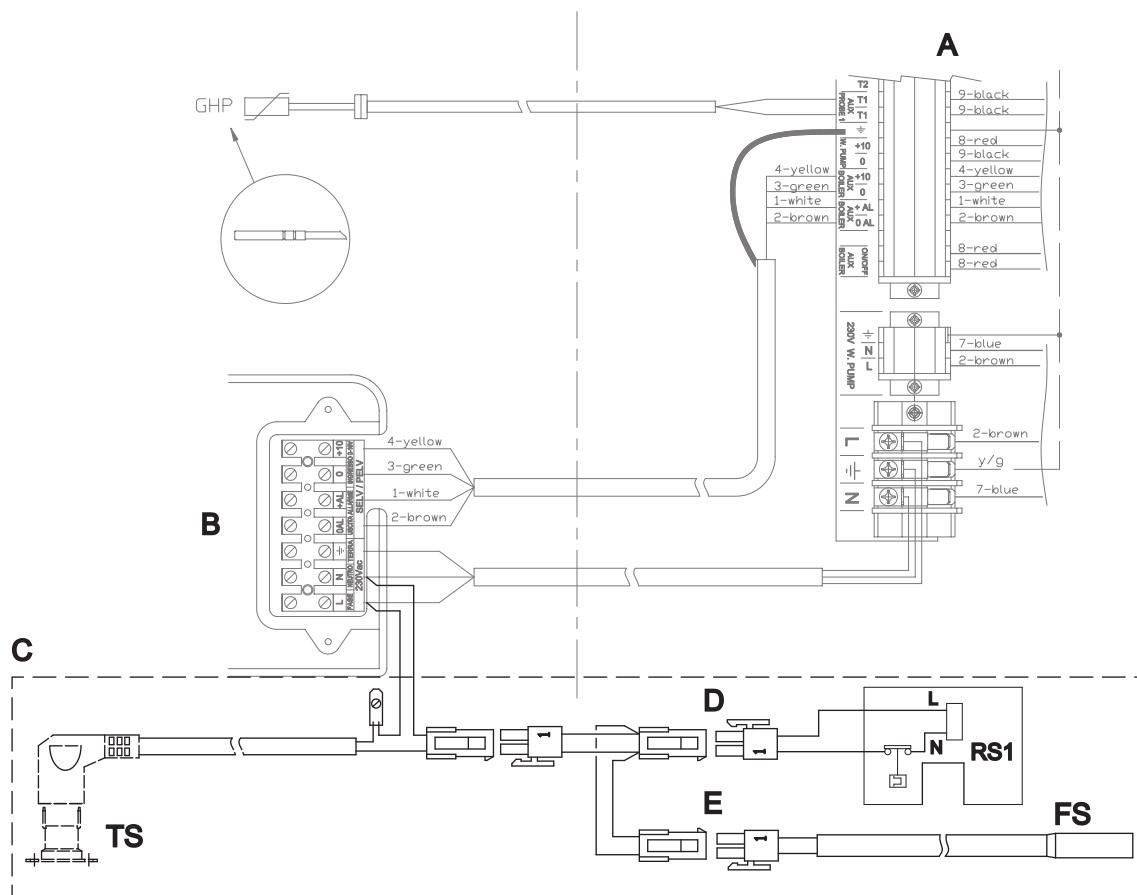 A
GHP
T2
T1
T1
AUX
PROBE 1
W. PUMP
+10
0
AUX
BOILER
+10
0
AUX
BOILER
+ AL
0 AL
ON/OFF
AUX
BOILER
9-black
9-black
8-red
9-black
4-yellow
3-green
1-white
2-brown
8-red
8-red
4-yellow
3-green
1-white
2-brown
230V W. PUMP
N
L
7-blue
2-brown
L
N
2-brown
y/g
7-blue
B
+10
0
+AL
0AL
N
L
SELV / PELV
230Vac
TERRA
NEUTRO
FASE
4-yellow
3-green
1-white
2-brown
C
D
1
1
L
N
RS1
E
1
FS
TS